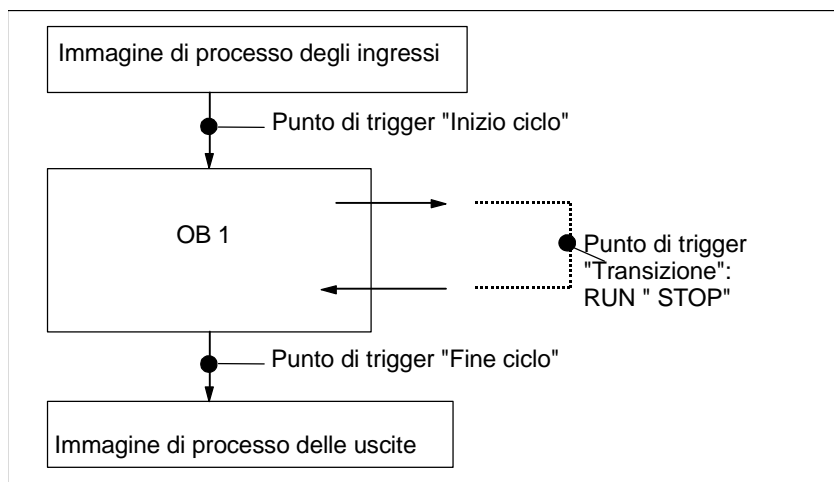 Immagine di processo degli ingressi
Punto di trigger "Inizio ciclo"
OB 1
Punto di trigger
"Transizione":
RUN " STOP"
Punto di trigger "Fine ciclo"
Immagine di processo delle uscite